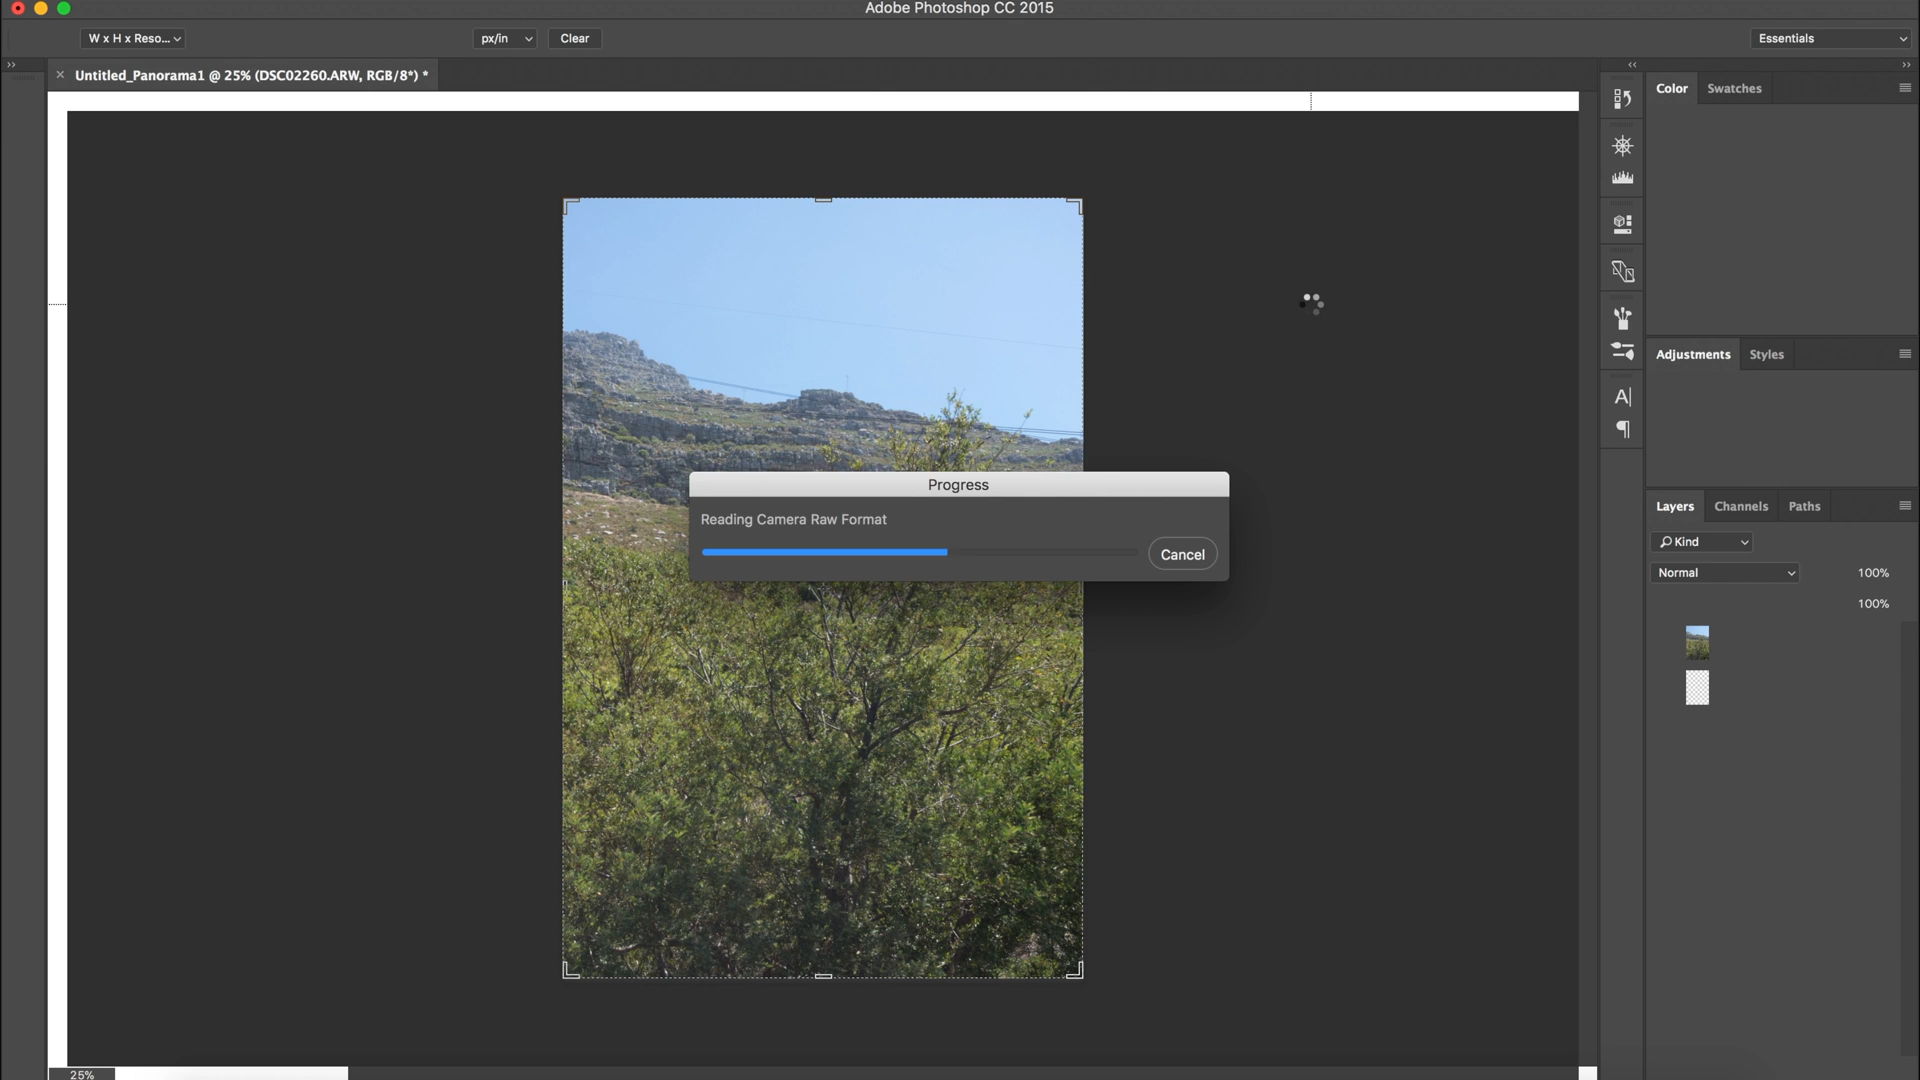 Adobe Photoshop CC 2015
W x H x Reso...
px/in
Clear
Essentials
Untitled_Panorama1 @ 25% (DSC02260.ARW, RGB/8*) *
Color
Swatches
Adjustments
Styles
Progress
Reading Camera Raw Format
Cancel
Layers
Channels
Paths
Kind
Normal
100%
100%
25%